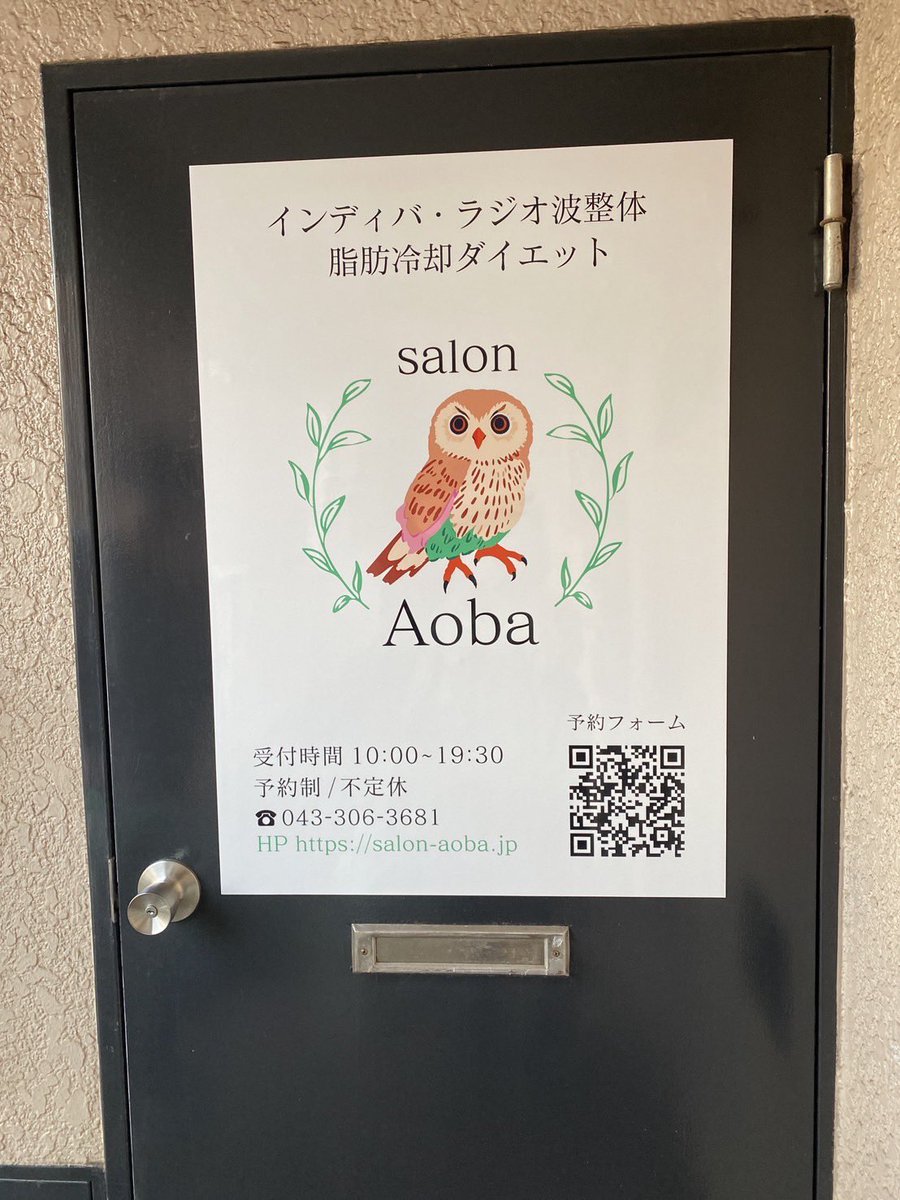 インディバ・ラジオ波整体
脂肪冷却ダイエット
salon
Aoba
予約フォーム
受付時間 10:00~19:30
予約制 / 不定休
☎043-306-3681
HP https://salon-aoba.jp